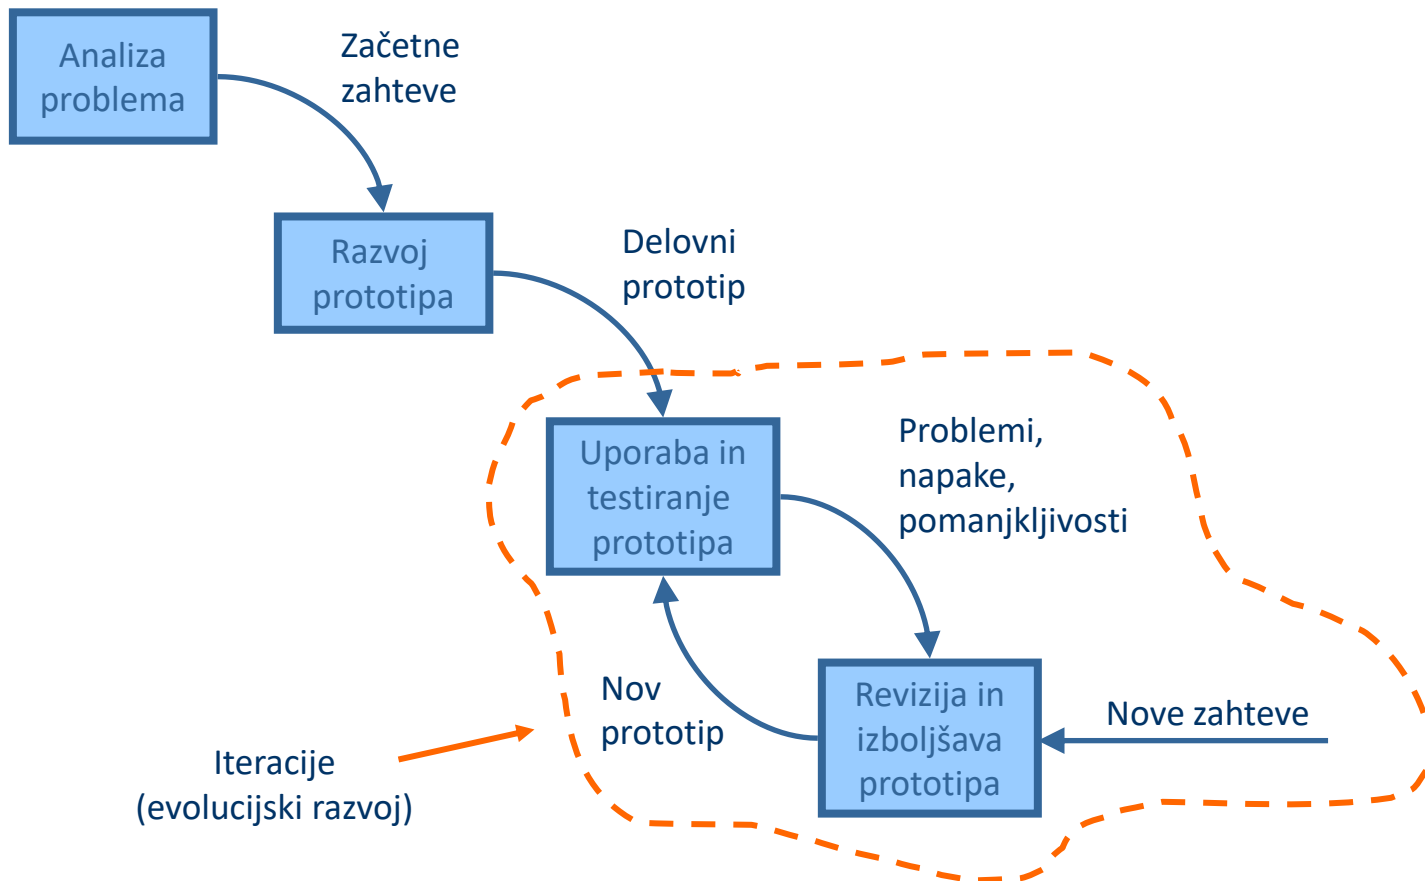 Analiza
problema
Začetne
zahteve
Razvoj
prototipa
Delovni
prototip
Uporaba in
testiranje
prototipa
Problemi,
napake,
pomanjkljivosti
Nov
prototip
Revizija in
izboljšava
prototipa
Nove zahteve
Iteracije
(evolucijski razvoj)